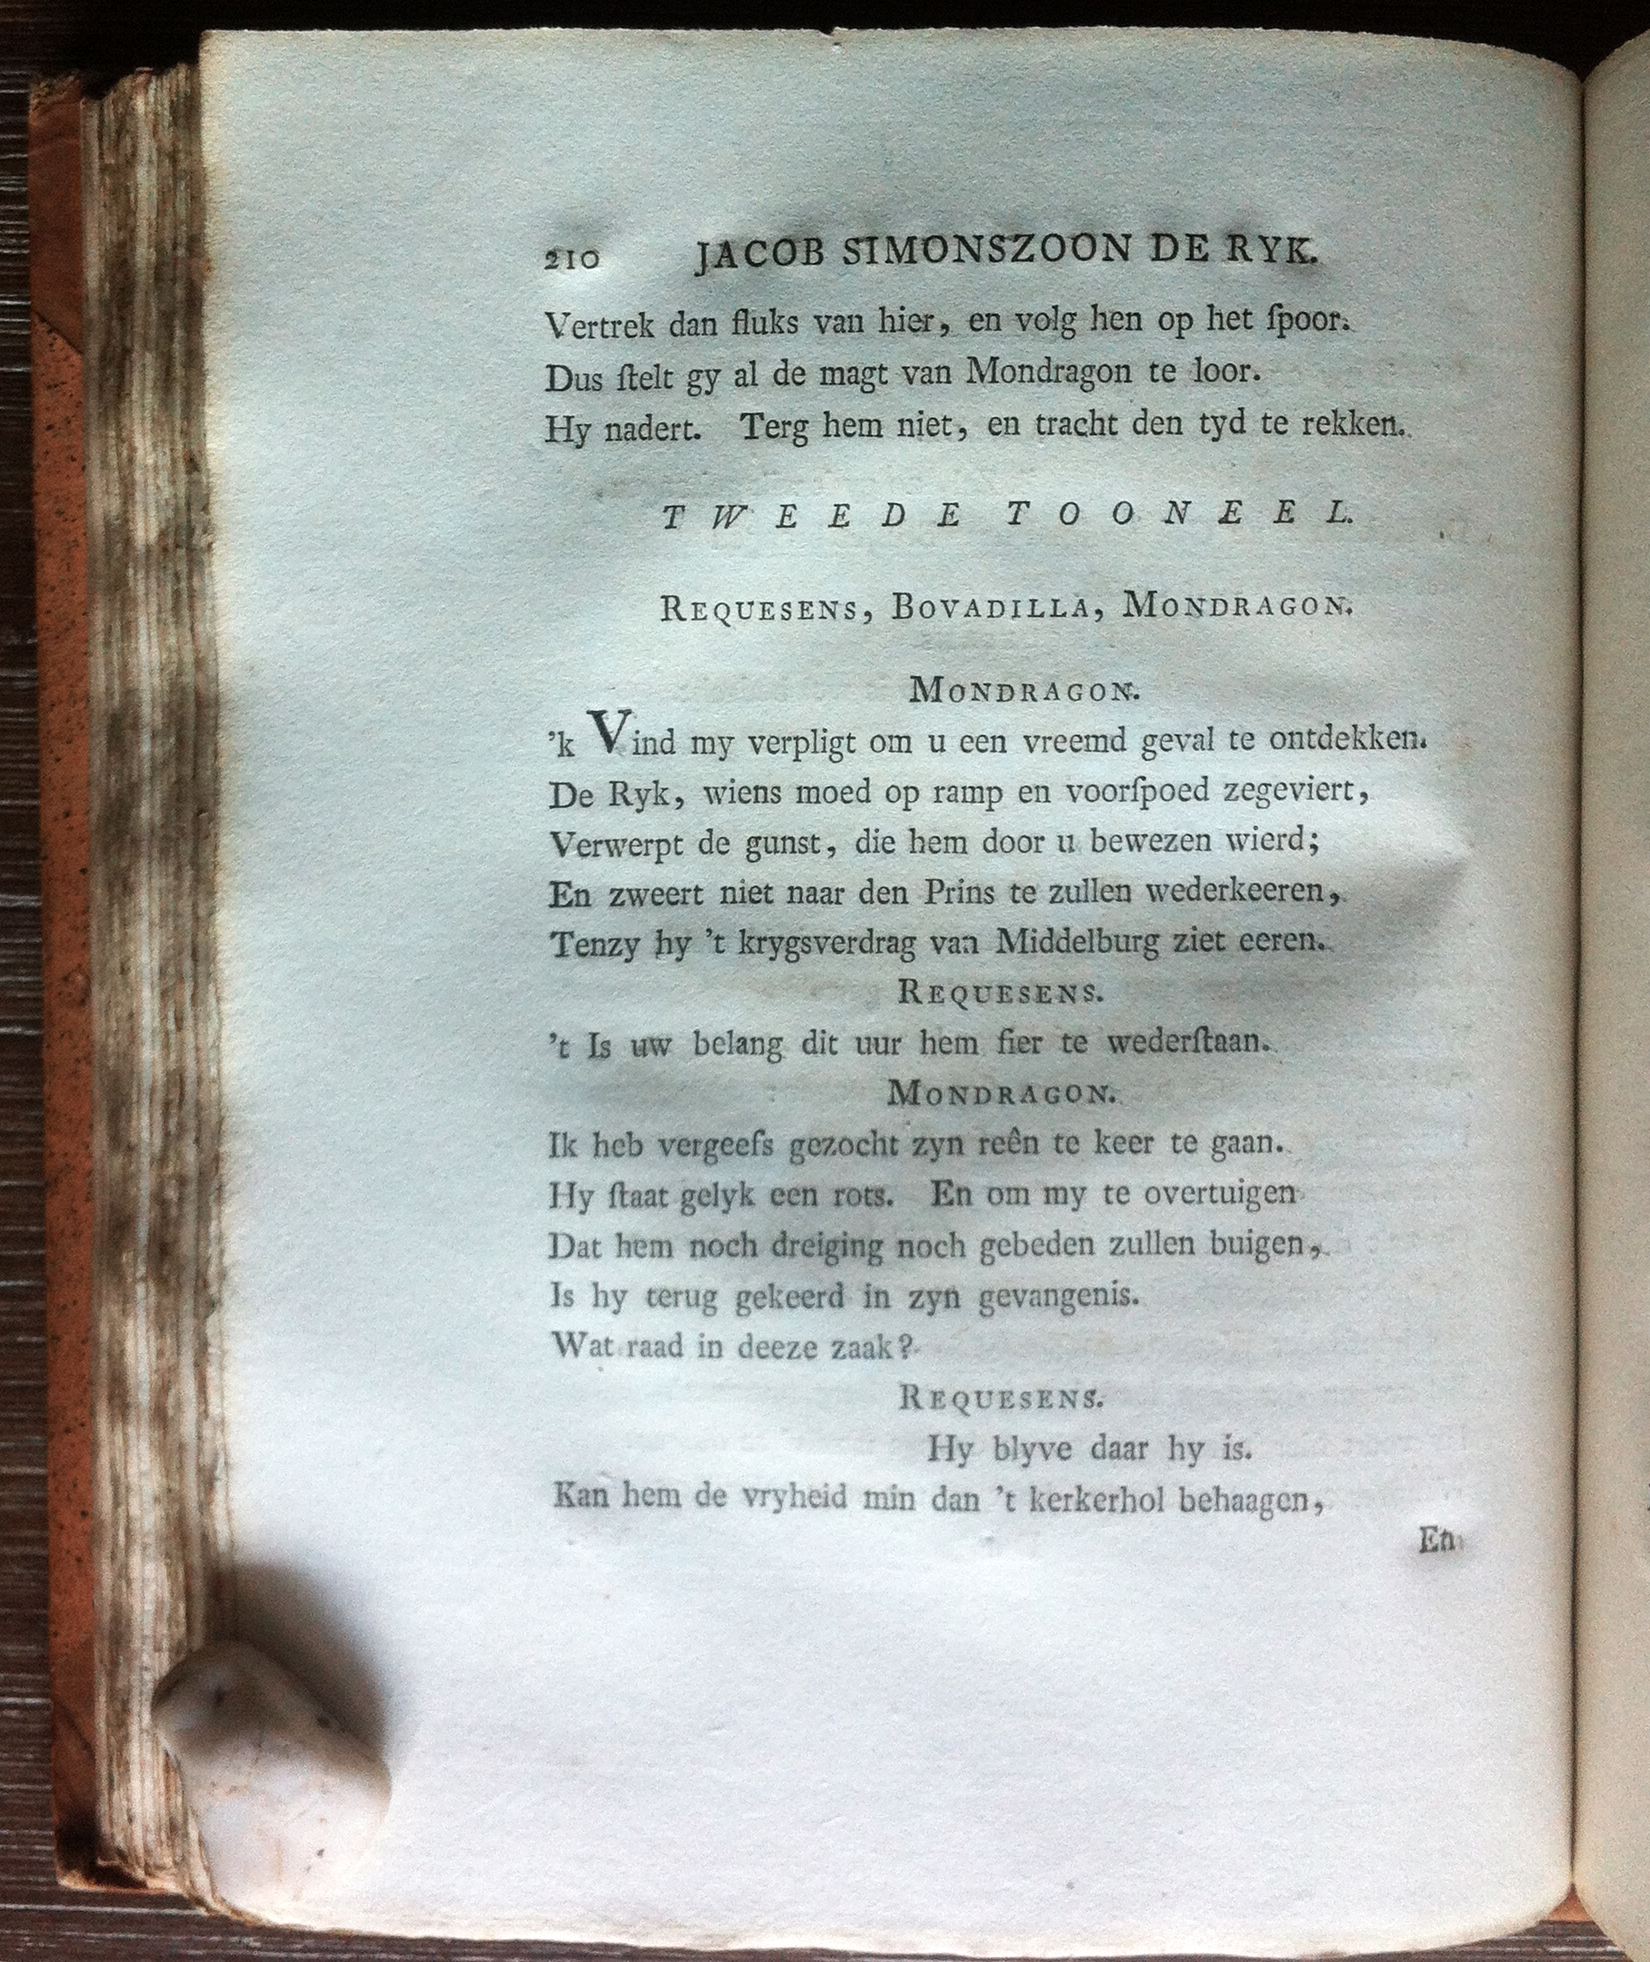 210 JACOB SIMONSZOON DE RYK.
Vertrek dan fluks van hier, en volg hen op het ſpoor.
Dus ſtelt gy al de magt van Mondragon te loor.
Hy nadert. Terg hem niet, en tracht den tyd te rekken.
TWEEDE TOONEEL.
REQUESENS, BOVADILLA, MONDRAGON.
MONDRAGON.
'k Vind my verpligt om u een vreemd geval te ontdekken.
De Ryk, wiens moed op ramp en voorſpoed zegeviert,
Verwerpt de gunst, die hem door u bewezen wierd;
En zweert niet naar den Prins te zullen wederkeeren,
Tenzy hy 't krygsverdrag van Middelburg ziet eeren.
REQUESENS.
't Is uw belang dit uur hem fier te wederſtaan.
MONDRAGON.
Ik heb vergeefs gezocht zyn reên te keer te gaan.
Hy ſtaat gelyk een rots. En om my te overtuigen
Dat hem noch dreiging noch gebeden zullen buigen,
Is hy terug gekeerd in zyn gevangenis.
Wat raad in deeze zaak?
REQUESENS.
Hy blyve daar hy is.
Kan hem de vryheid min dan 't kerkerhol behaagen,
En